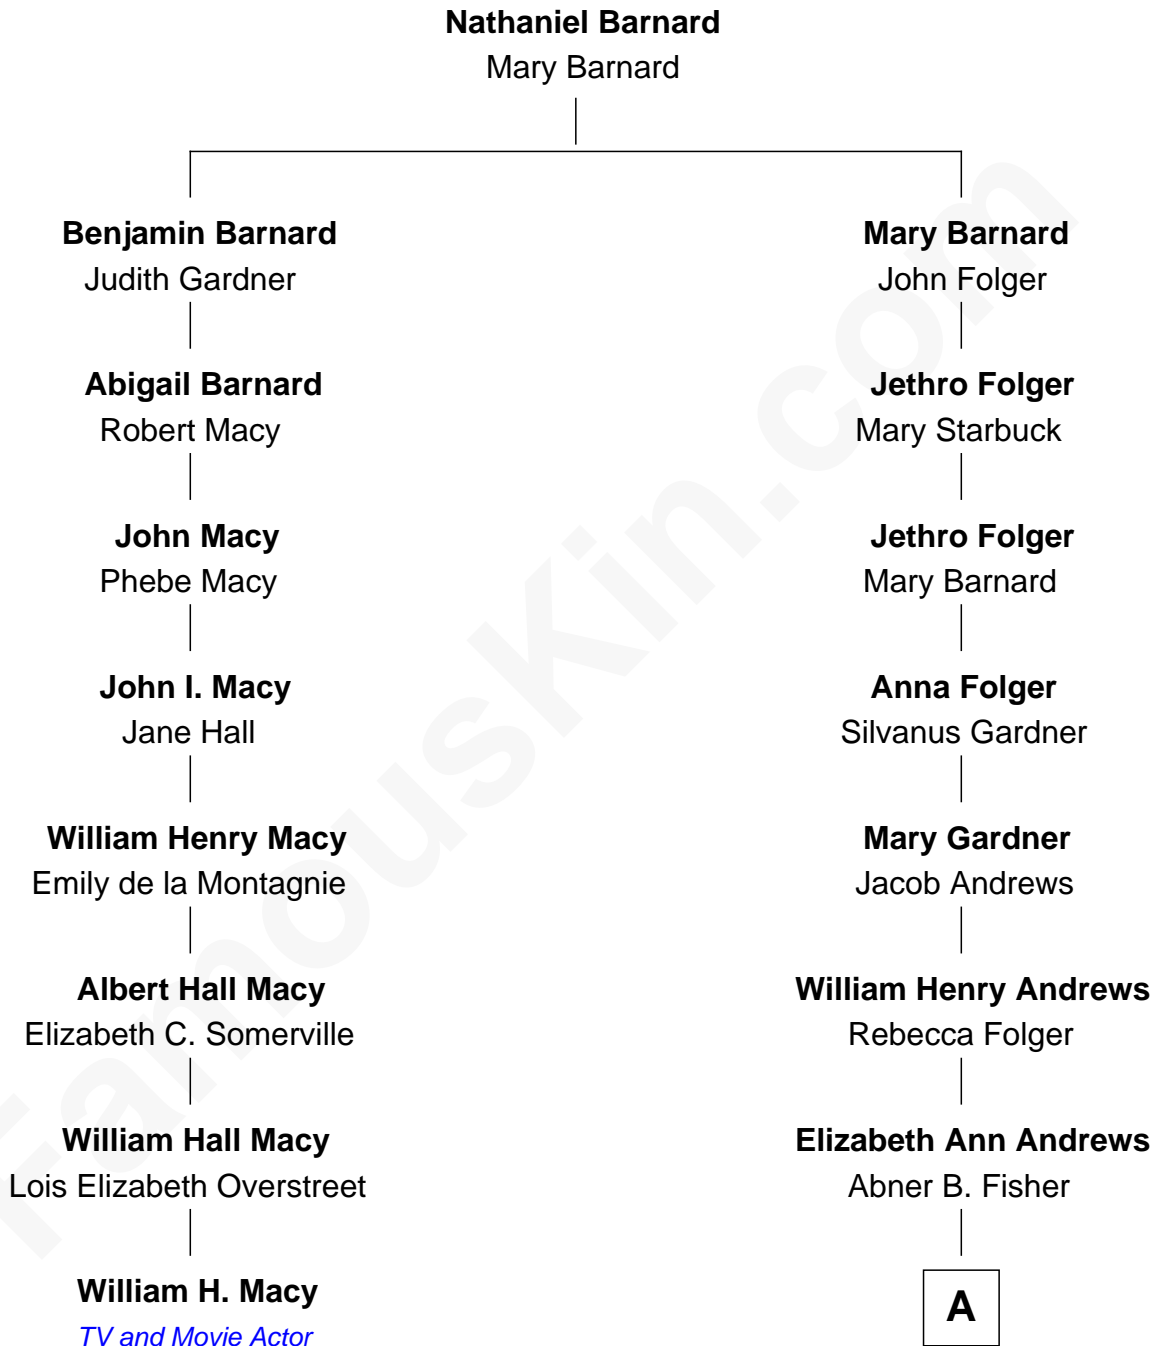 Nathaniel Barnard
Mary Barnard
Benjamin Barnard
Judith Gardner
Mary Barnard
John Folger
Abigail Barnard
Robert Macy
Jethro Folger
Mary Starbuck
John Macy
Phebe Macy
Jethro Folger
Mary Barnard
John I. Macy
Jane Hall
Anna Folger
Silvanus Gardner
William Henry Macy
Emily de la Montagnie
Mary Gardner
Jacob Andrews
Albert Hall Macy
Elizabeth C. Somerville
William Henry Andrews
Rebecca Folger
William Hall Macy
Lois Elizabeth Overstreet
Elizabeth Ann Andrews
Abner B. Fisher
William H. Macy
TV and Movie Actor
A
FamousKin.com